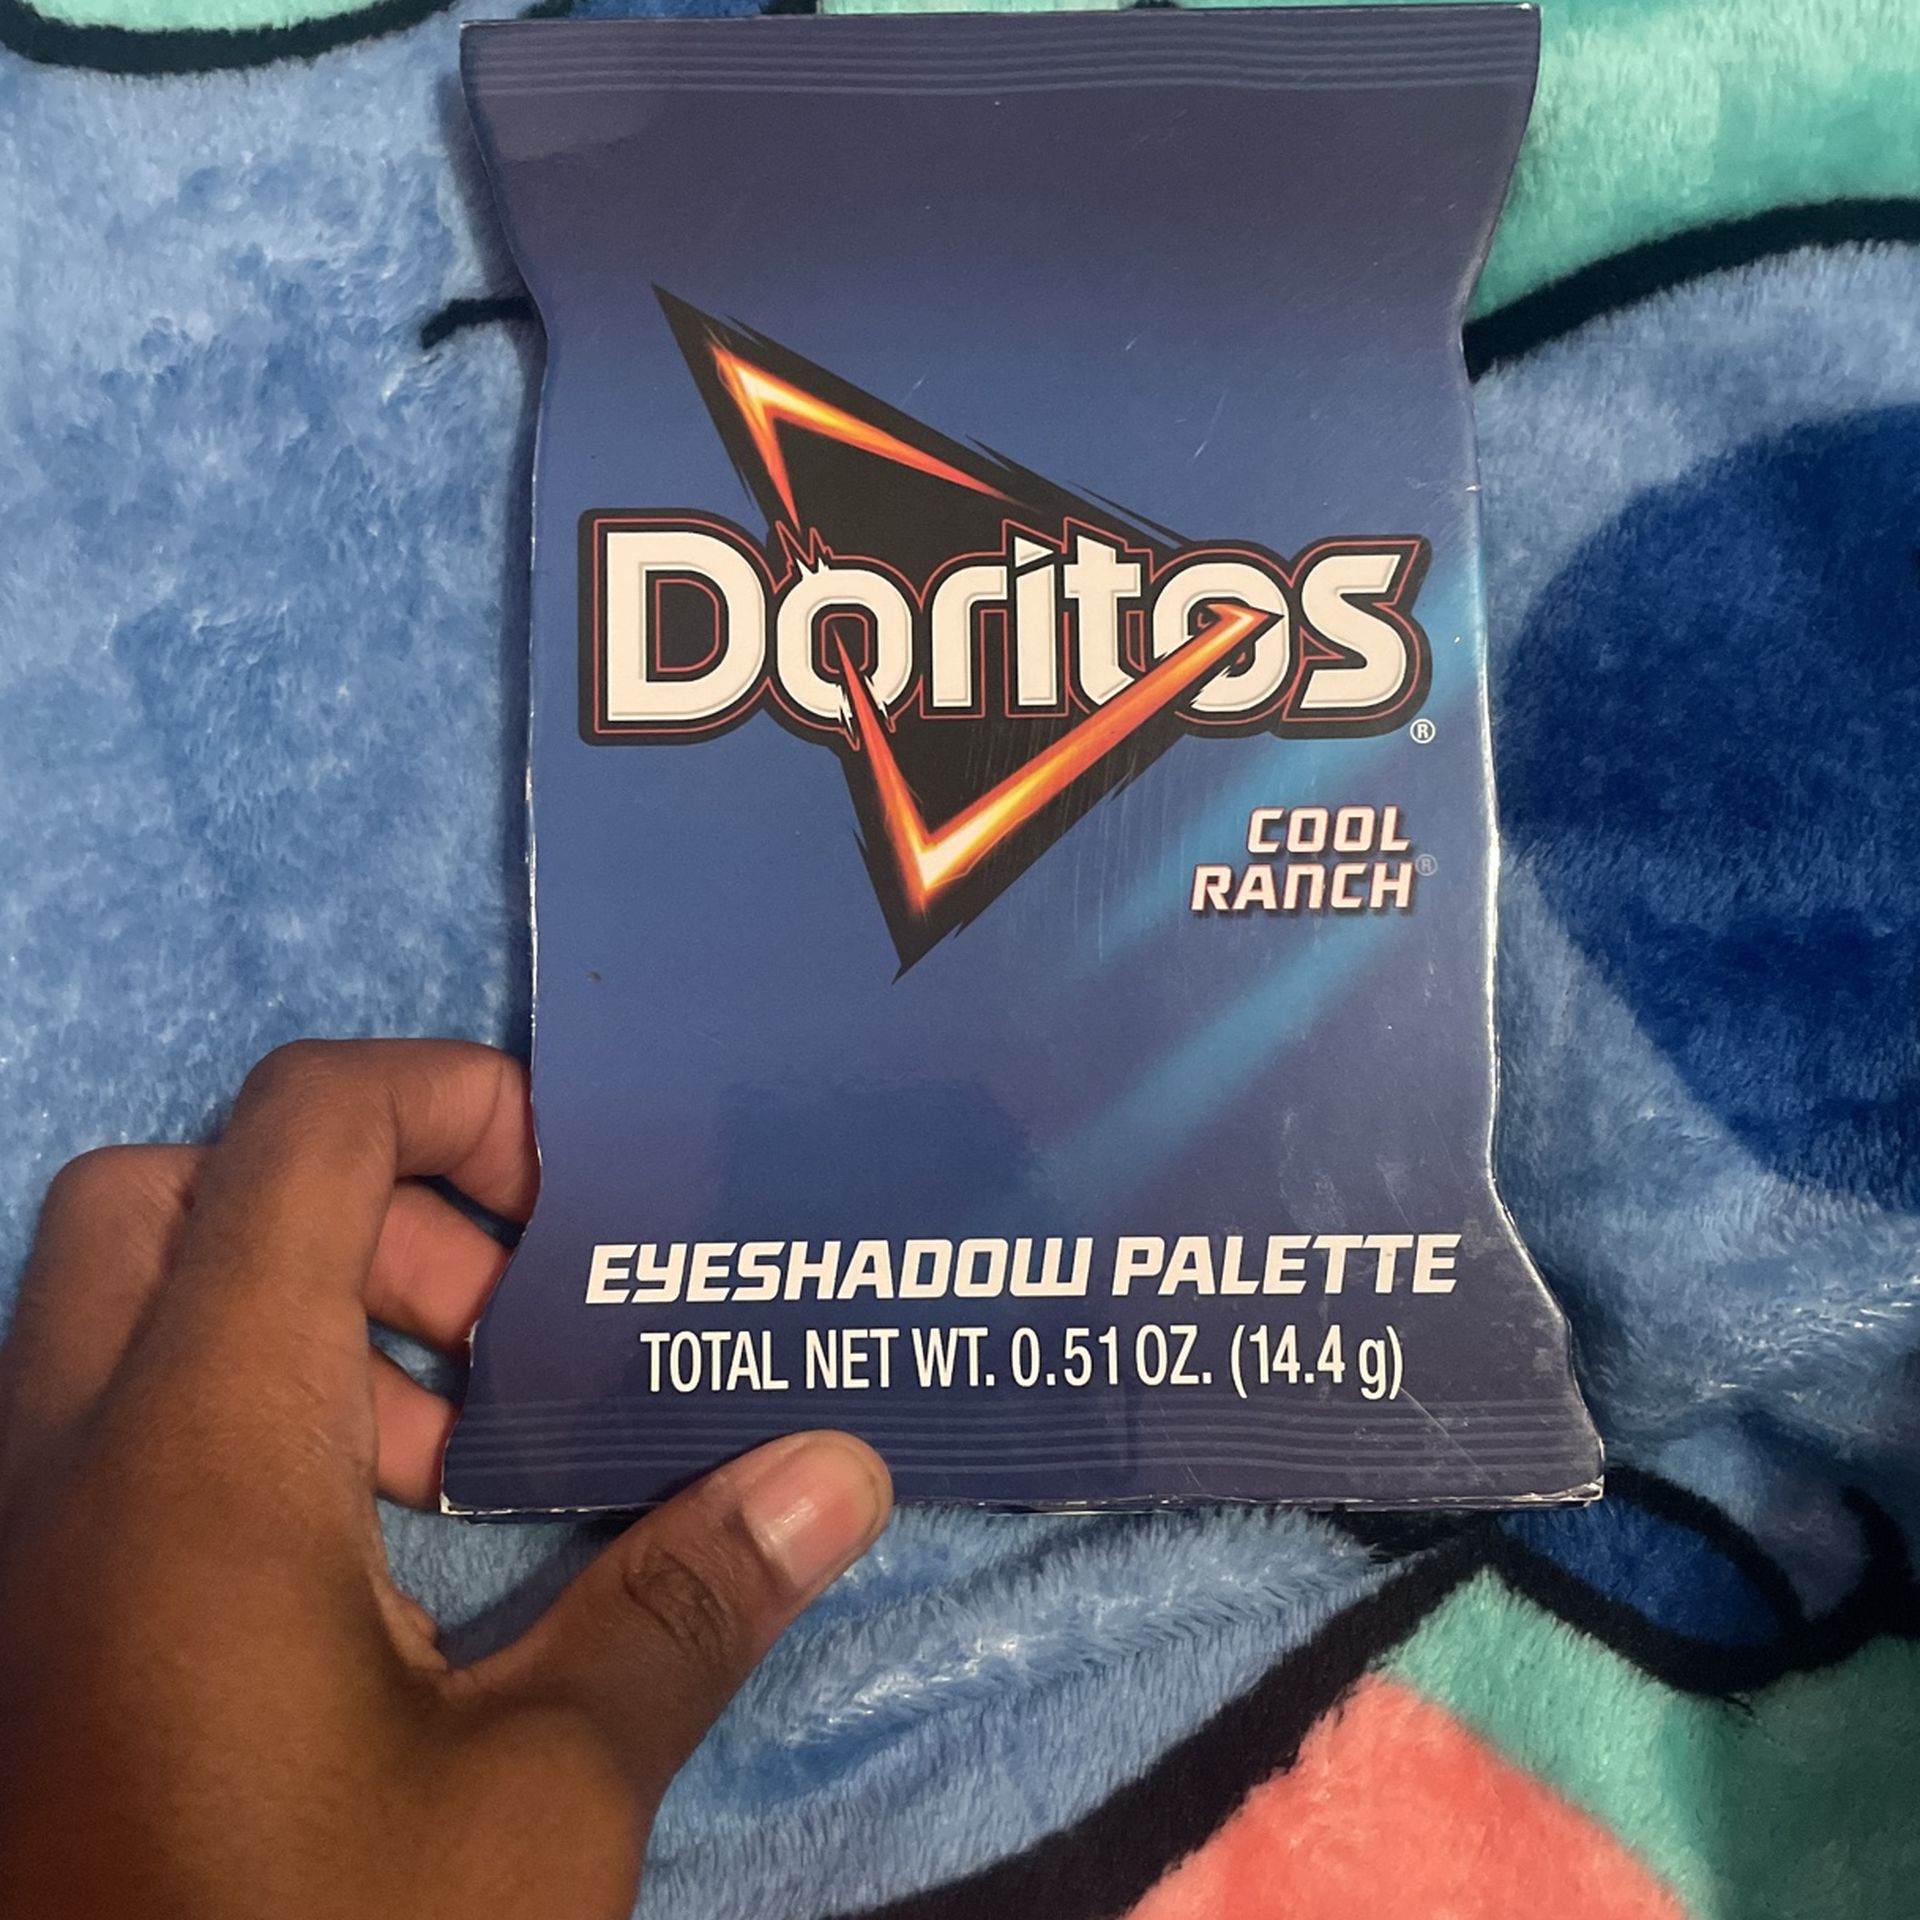 Doritos®
COOL
RANCH®
EYESHADOW PALETTE
TOTAL NET WT. 0.51 OZ. (14.4 g)